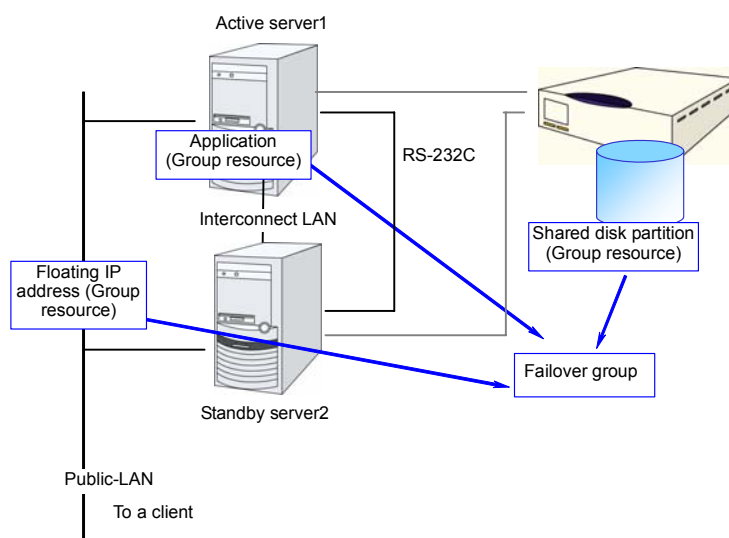 Active server1
Application
(Group resource)
RS-232C
Interconnect LAN
Shared disk partition
(Group resource)
Floating IP
address (Group
resource)
Failover group
Standby server2
Public-LAN
To a client